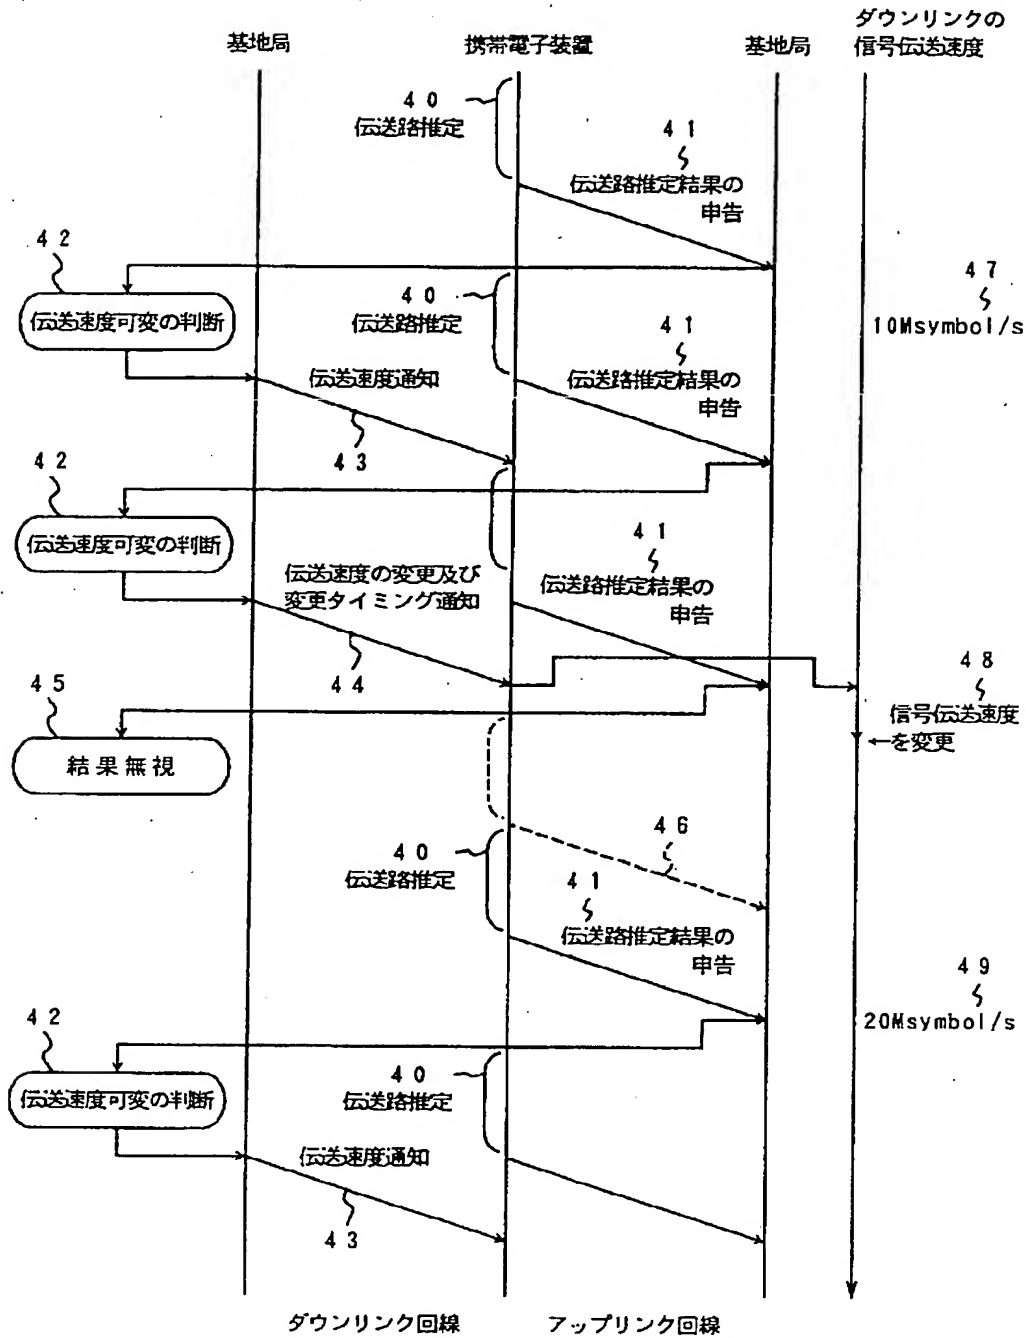 ダウンリンクの
信号伝送速度
基地局
携帯電子装置
基地局
40
伝送路推定
41
伝送路推定結果の
申告
42
伝送速度可変の判断
40
伝送路推定
47
10Msymbol/s
41
伝送路推定結果の
申告
伝送速度通知
43
42
伝送速度可変の判断
41
伝送路推定結果の
申告
伝送速度の変更及び
変更タイミング通知
44
45
結果無視
48
信号伝送速度
←を変更
46
40
伝送路推定
41
伝送路推定結果の
申告
49
20Msymbol/s
42
伝送速度可変の判断
40
伝送路推定
伝送速度通知
43
ダウンリンク回線
アップリンク回線